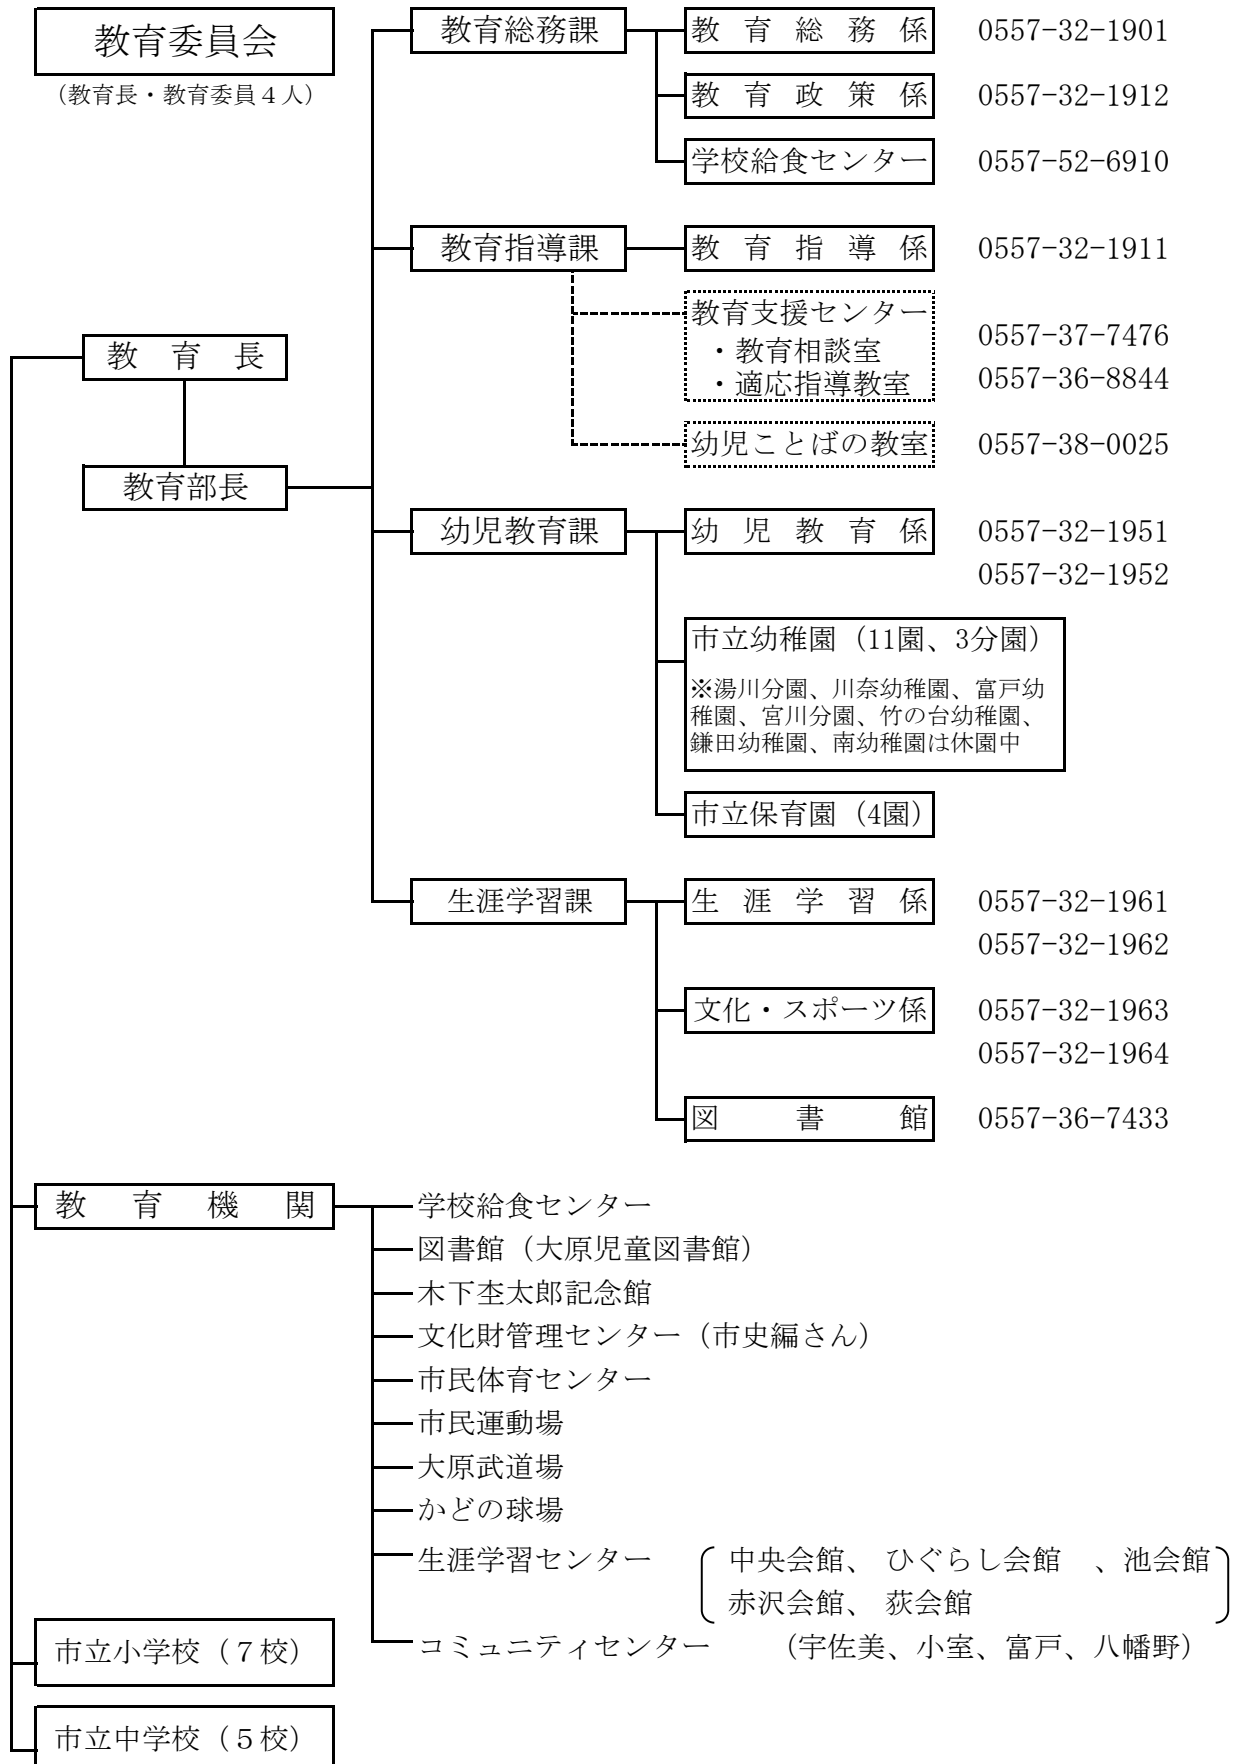 教育委員会
（教育長・教育委員４人）
教育総務課
教育総務係 0557-32-1901
教育政策係 0557-32-1912
学校給食センター 0557-52-6910
教育指導課
教育指導係 0557-32-1911
教育支援センター
・教育相談室 0557-37-7476
・適応指導教室 0557-36-8844
幼児ことばの教室 0557-38-0025
教育長
教育部長
幼児教育課
幼児教育係 0557-32-1951
0557-32-1952
市立幼稚園（11園、3分園）
※湯川分園、川奈幼稚園、富戸幼
稚園、宮川分園、竹の台幼稚園、
鎌田幼稚園、南幼稚園は休園中
市立保育園（4園）
生涯学習課
生涯学習係 0557-32-1961
0557-32-1962
文化・スポーツ係 0557-32-1963
0557-32-1964
図書館 0557-36-7433
教育機関
学校給食センター
図書館（大原児童図書館）
木下杢太郎記念館
文化財管理センター（市史編さん）
市民体育センター
市民運動場
大原武道場
かどの球場
生涯学習センター 中央会館、 ひぐらし会館 、池会館
赤沢会館、 荻会館
コミュニティセンター （宇佐美、小室、富戸、八幡野）
市立小学校（７校）
市立中学校（５校）